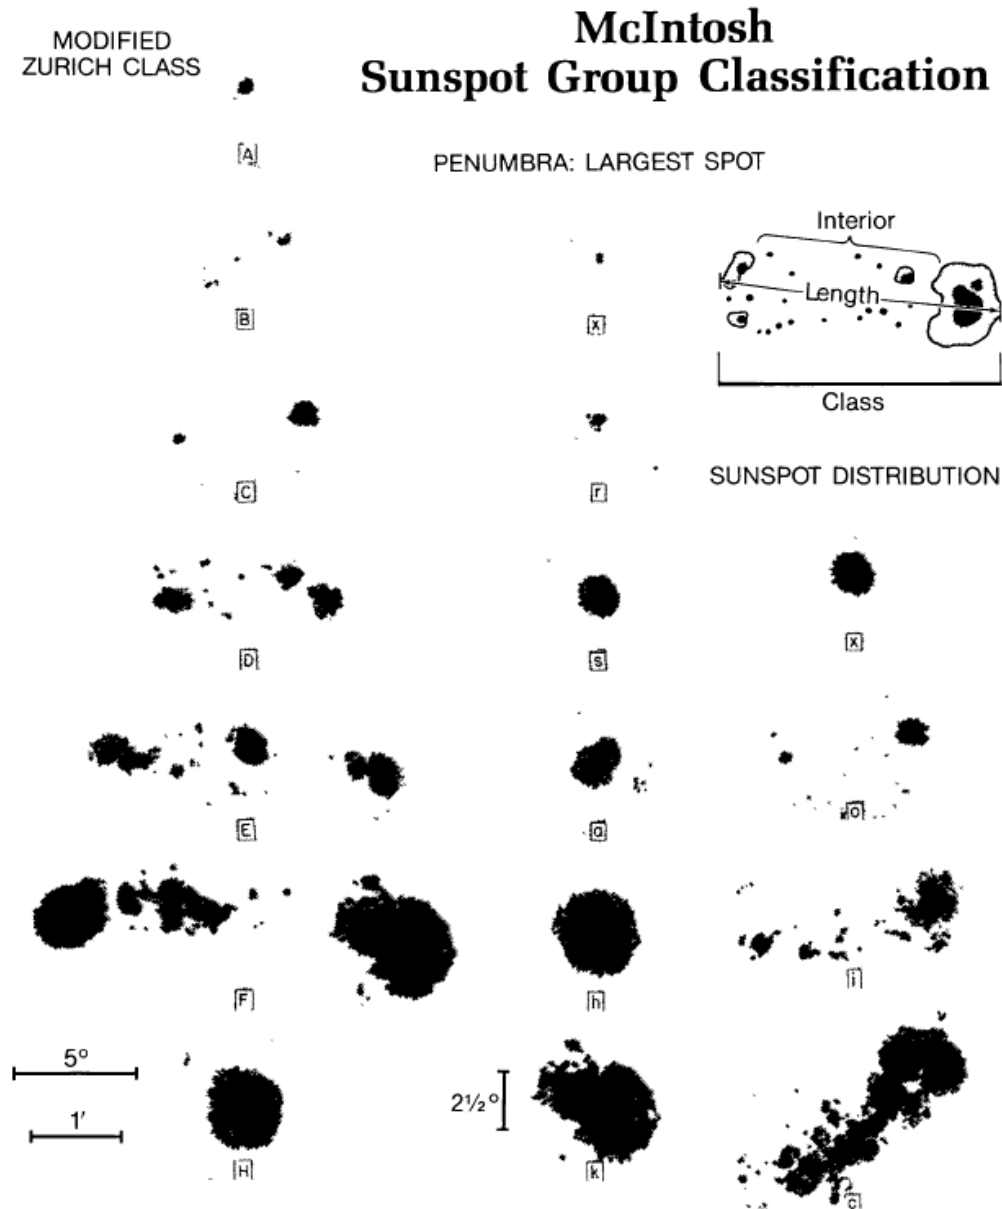 McIntosh
Sunspot Group Classification
MODIFIED
ZURICH CLASS
A
B
C
D
E
F
5°
1'
H
PENUMBRA: LARGEST SPOT
x
r
s
a
h
2½°
k
Interior
Length
Class
SUNSPOT DISTRIBUTION
x
o
i
c